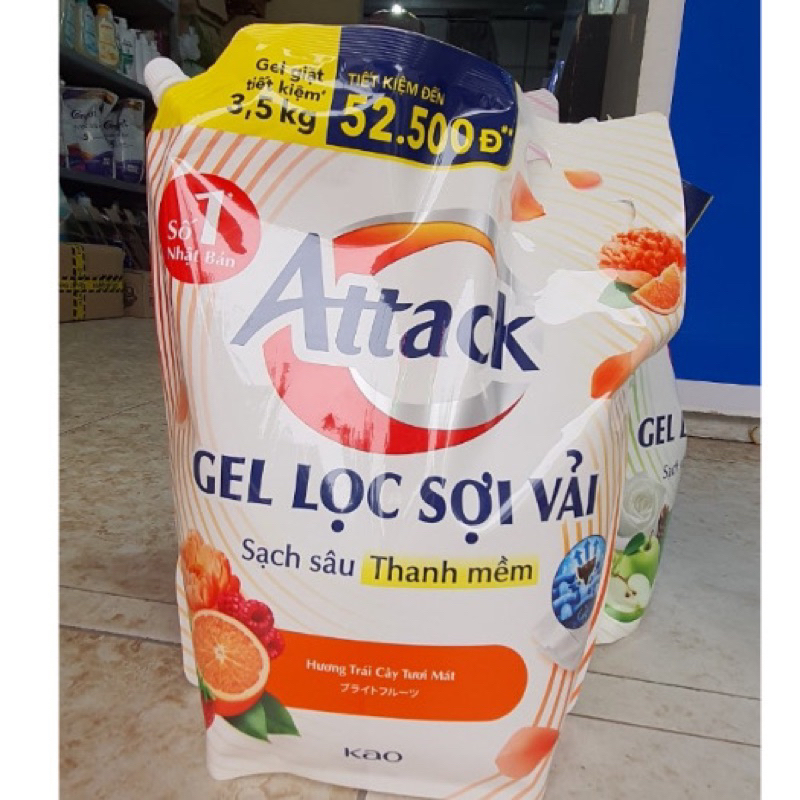 Gel giặt
tiết kiệm*
3,5 kg
TIẾT KIỆM ĐẾN
52.500Đ**
Số 1*
Nhật Bản
Attack
GEL LỌC SỢI VẢI
Sạch sâu Thanh mềm
Hương Trái Cây Tươi Mát
ブライトフルーツ
Kao
GEL L
Sạch